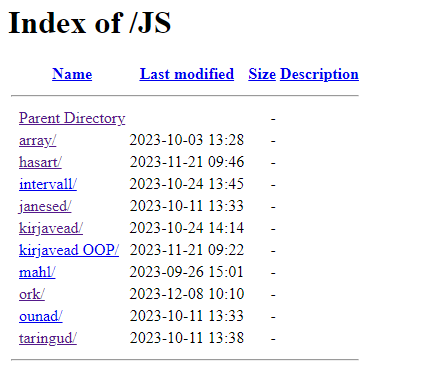 Index of /JS
Name Last modified Size Description
Parent Directory -
array/ 2023-10-03 13:28 -
hasart/ 2023-11-21 09:46 -
intervall/ 2023-10-24 13:45 -
janesed/ 2023-10-11 13:33 -
kirjavead/ 2023-10-24 14:14 -
kirjavead OOP/ 2023-11-21 09:22 -
mahl/ 2023-09-26 15:01 -
ork/ 2023-12-08 10:10 -
ounad/ 2023-10-11 13:33 -
taringud/ 2023-10-11 13:38 -